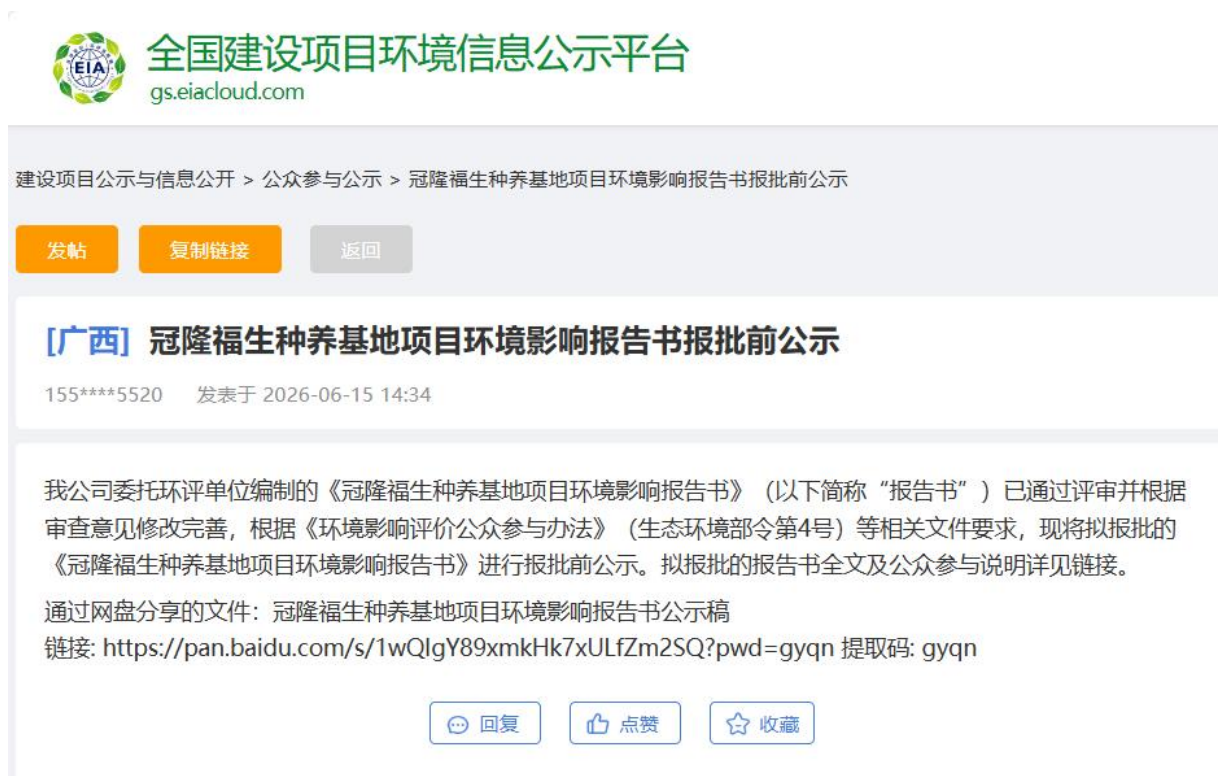 EIA
全国建设项目环境信息公示平台
gs.eiacloud.com
建设项目公示与信息公开 > 公众参与公示 > 冠隆福生种养基地项目环境影响报告书报批前公示
发帖 复制链接 返回
[广西] 冠隆福生种养基地项目环境影响报告书报批前公示
155****5520 发表于 2026-06-15 14:34
我公司委托环评单位编制的《冠隆福生种养基地项目环境影响报告书》（以下简称“报告书”）已通过评审并根据
审查意见修改完善，根据《环境影响评价公众参与办法》（生态环境部令第4号）等相关文件要求，现将拟报批的
《冠隆福生种养基地项目环境影响报告书》进行报批前公示。拟报批的报告书全文及公众参与说明详见链接。
通过网盘分享的文件：冠隆福生种养基地项目环境影响报告书公示稿
链接: https://pan.baidu.com/s/1wQIgY89xmkHk7xULfZm2SQ?pwd=gyqn 提取码: gyqn
回复 点赞 收藏